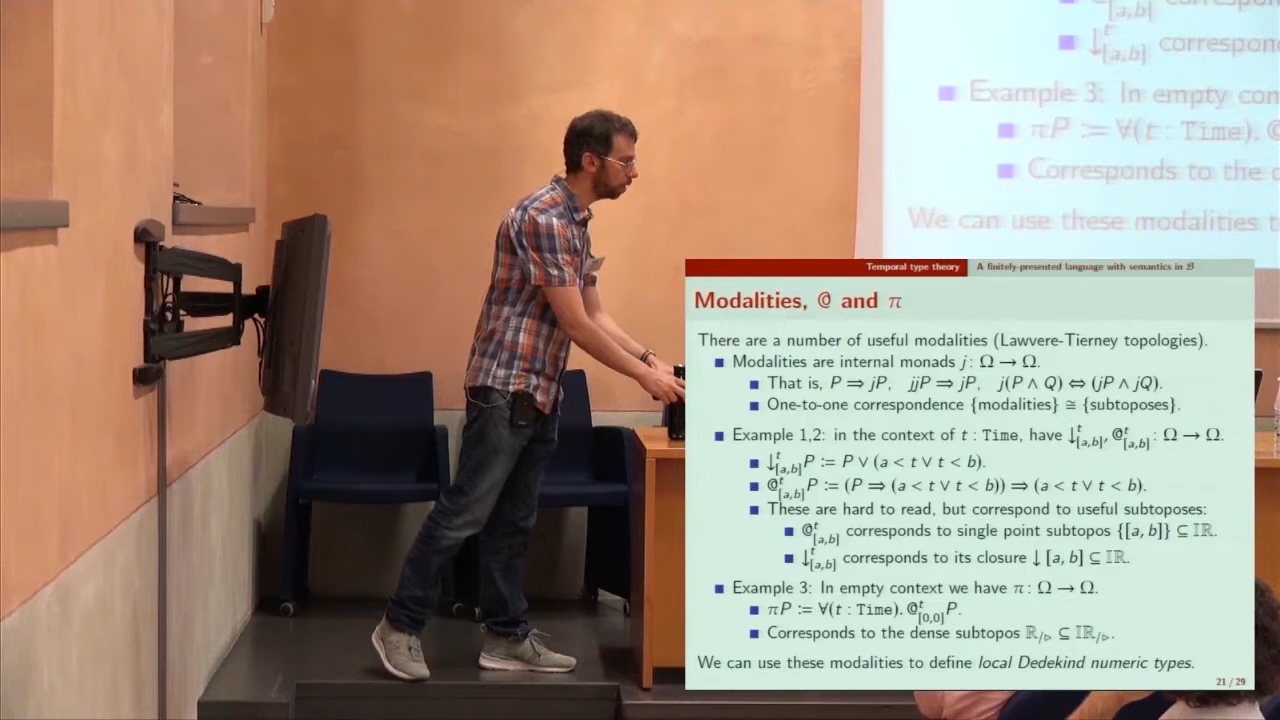 [a,b] correspon
↓ᵗ[a,b] correspon
Example 3: In empty con
πP := ∀(t : Time). @
Corresponds to the d
We can use these modalities t
Temporal type theory A finitely-presented language with semantics in ℬ
Modalities, @ and π
There are a number of useful modalities (Lawvere-Tierney topologies).
Modalities are internal monads j: Ω → Ω.
That is, P ⇒ jP, jjP ⇒ jP, j(P ∧ Q) ⇔ (jP ∧ jQ).
One-to-one correspondence {modalities} ≅ {subtoposes}.
Example 1,2: in the context of t : Time, have ↓ᵗ[a,b], @ᵗ[a,b] : Ω → Ω.
↓ᵗ[a,b]P := P ∨ (a < t ∨ t < b).
@ᵗ[a,b]P := (P ⇒ (a < t ∨ t < b)) ⇒ (a < t ∨ t < b).
These are hard to read, but correspond to useful subtoposes:
@ᵗ[a,b] corresponds to single point subtopos {[a, b]} ⊆ 𝕀ℝ.
↓ᵗ[a,b] corresponds to its closure ↓ [a, b] ⊆ 𝕀ℝ.
Example 3: In empty context we have π: Ω → Ω.
πP := ∀(t : Time). @ᵗ[0,0]P.
Corresponds to the dense subtopos ℝ/▷ ⊆ 𝕀ℝ/▷.
We can use these modalities to define local Dedekind numeric types.
21 / 29